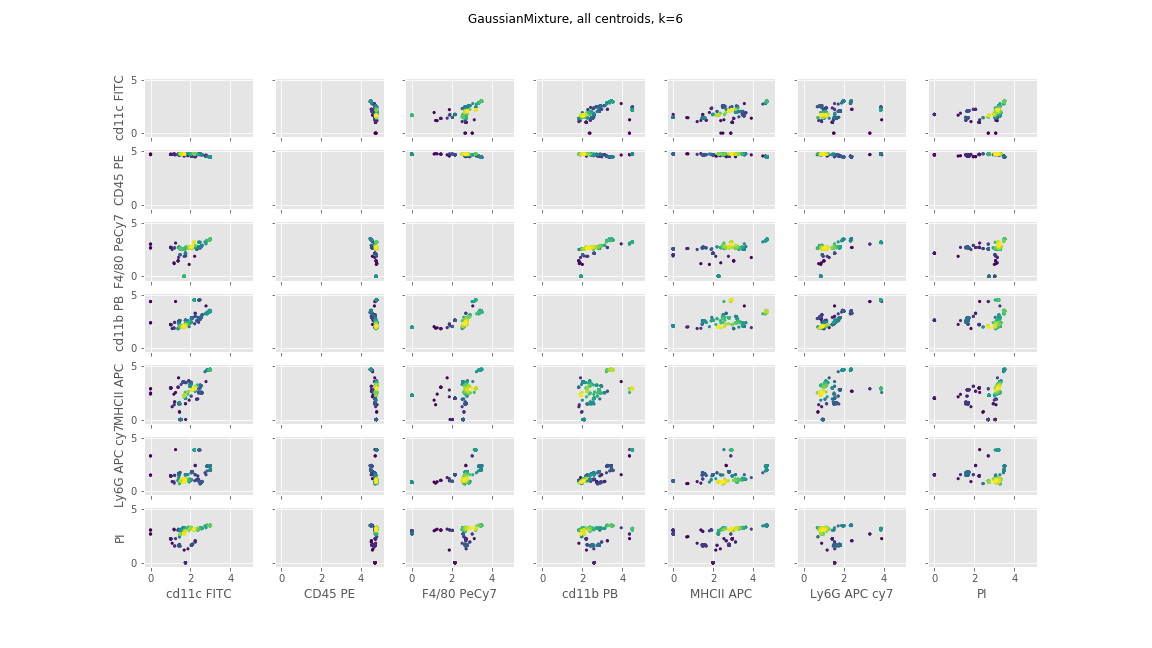 GaussianMixture, all centroids, k=6
5
0
cd11c FITC
5
0
CD45 PE
5
0
F4/80 PeCy7
5
0
cd11b PB
5
0
MHCII APC
5
0
Ly6G APC cy7
5
0
PI
0 2 4
0 2 4
0 2 4
0 2 4
0 2 4
0 2 4
0 2 4
cd11c FITC
CD45 PE
F4/80 PeCy7
cd11b PB
MHCII APC
Ly6G APC cy7
PI